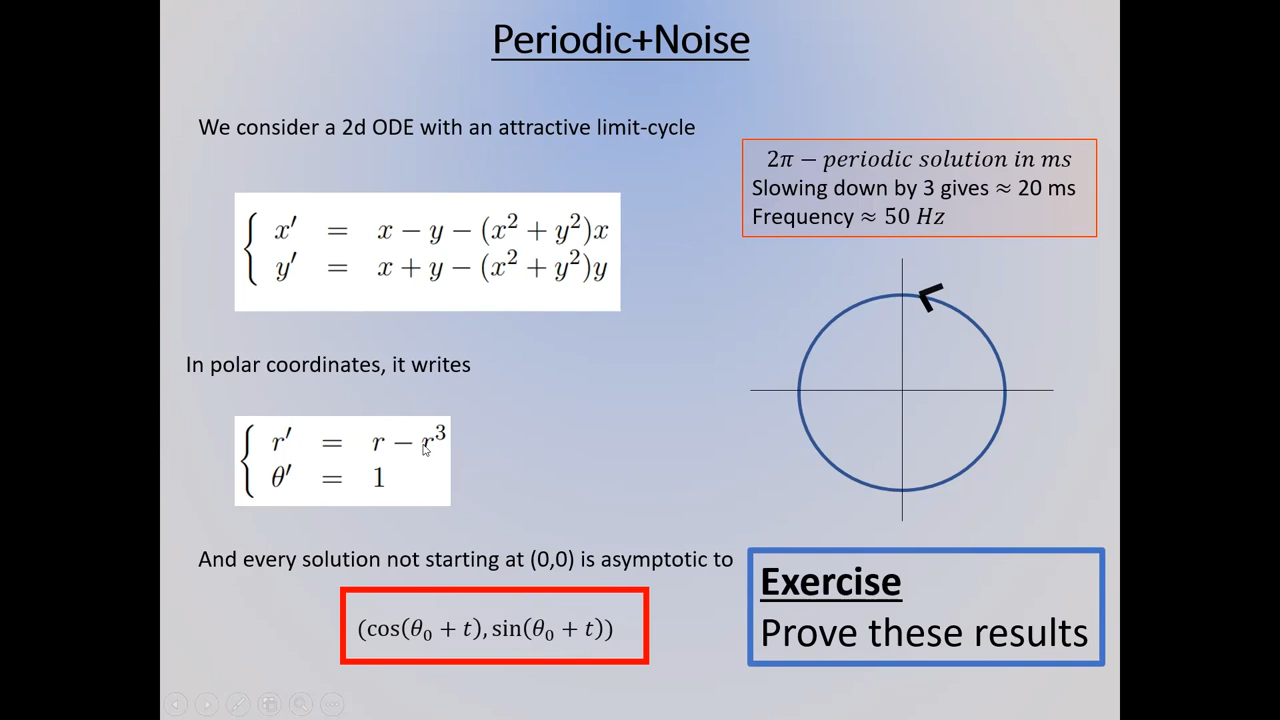 Periodic+Noise
We consider a 2d ODE with an attractive limit-cycle
x′ = x − y − (x² + y²)x
y′ = x + y − (x² + y²)y
In polar coordinates, it writes
r′ = r − r³
θ′ = 1
And every solution not starting at (0,0) is asymptotic to
(cos(θ₀ + t), sin(θ₀ + t))
2π − periodic solution in ms
Slowing down by 3 gives ≈ 20 ms
Frequency ≈ 50 Hz
Exercise
Prove these results